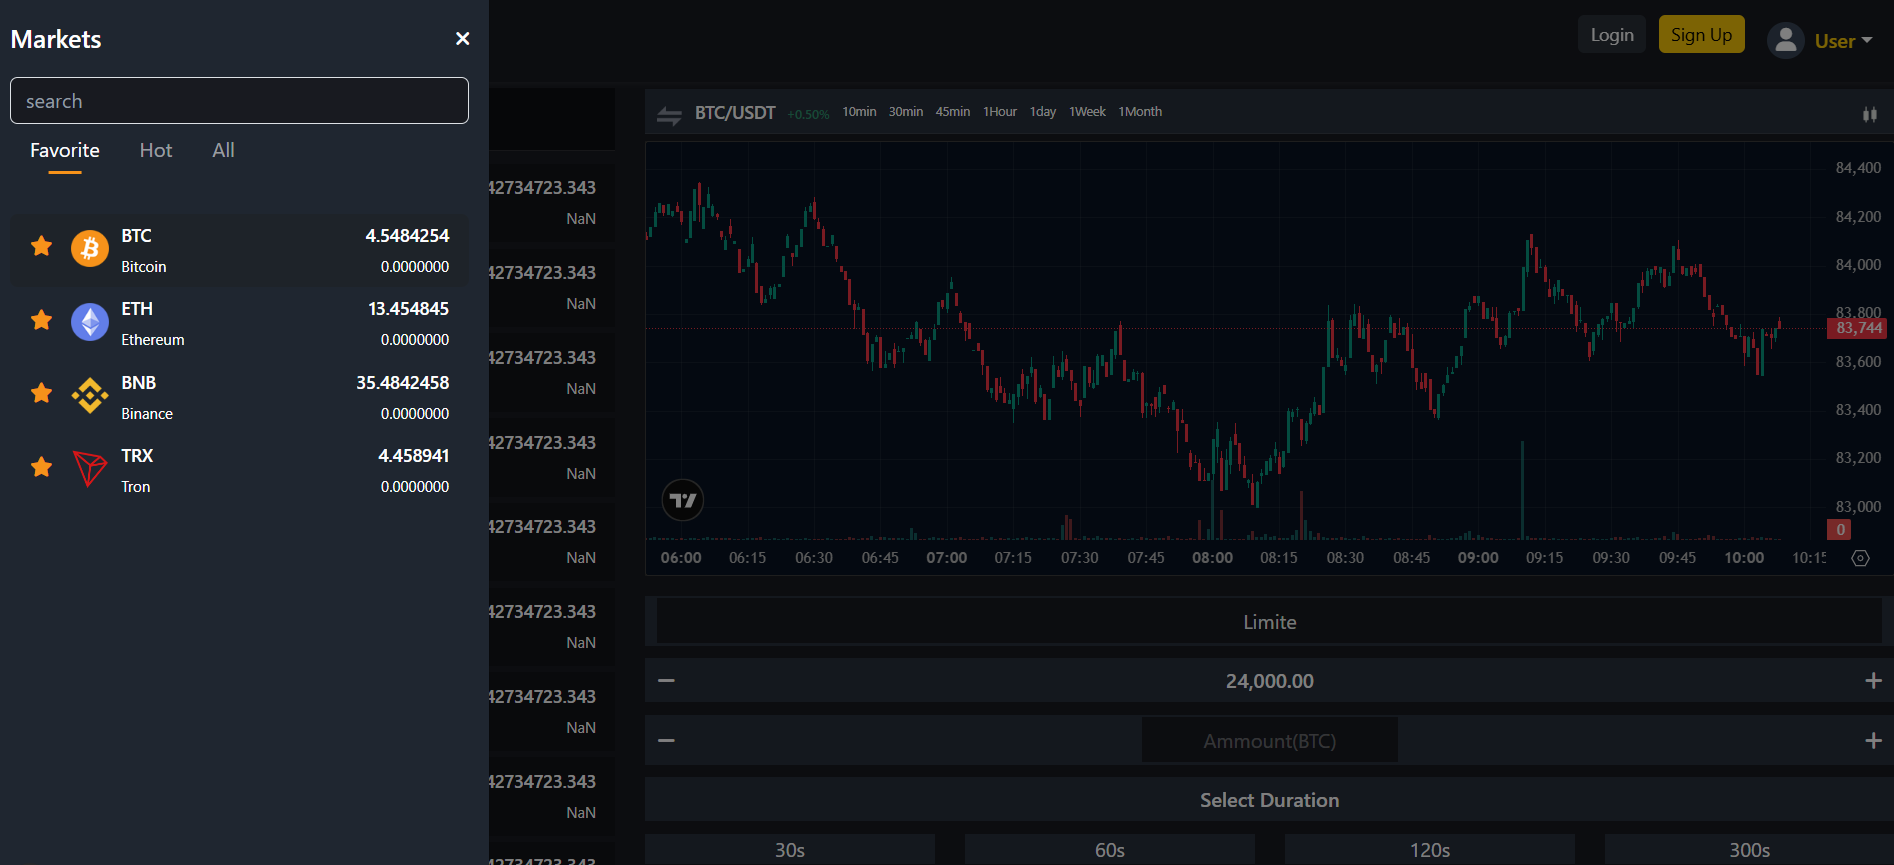 Markets
×
search
Favorite Hot All
BTC 4.5484254
Bitcoin 0.0000000
ETH 13.454845
Ethereum 0.0000000
BNB 35.4842458
Binance 0.0000000
TRX 4.458941
Tron 0.0000000
42734723.343
NaN
42734723.343
NaN
42734723.343
NaN
42734723.343
NaN
42734723.343
NaN
42734723.343
NaN
42734723.343
NaN
42734723.343
NaN
42734723.343
Login Sign Up User
BTC/USDT +0.50% 10min 30min 45min 1Hour 1day 1Week 1Month
84,400
84,200
84,000
83,800
83,744
83,600
83,400
83,200
83,000
0
06:00 06:15 06:30 06:45 07:00 07:15 07:30 07:45 08:00 08:15 08:30 08:45 09:00 09:15 09:30 09:45 10:00 10:15
Limite
− 24,000.00 +
− Ammount(BTC) +
Select Duration
30s 60s 120s 300s